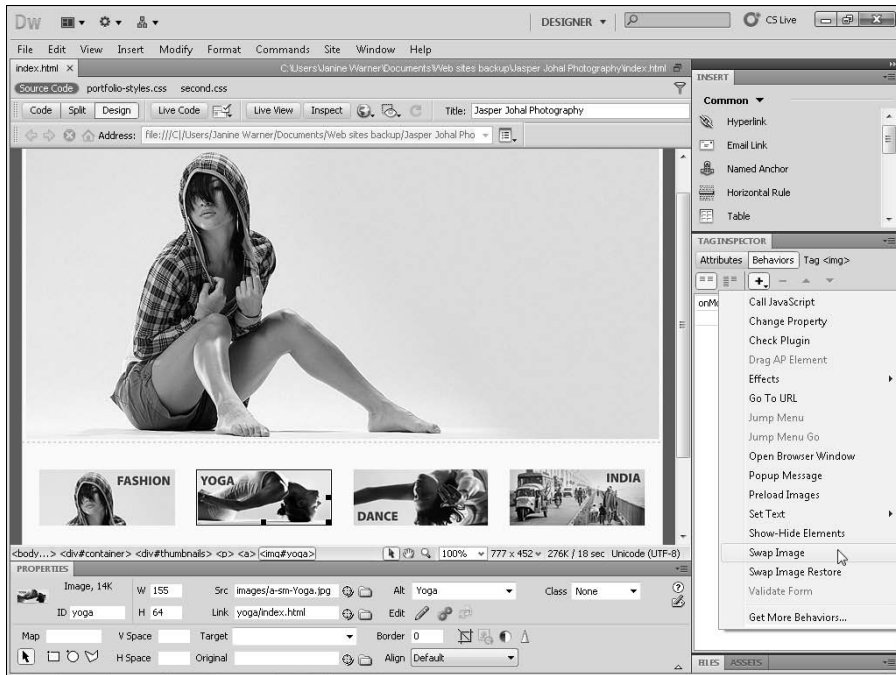 Dw DESIGNER CS Live
File Edit View Insert Modify Format Commands Site Window Help
index.html × C:\Users\Janine Warner\Documents\Web sites backup\Jasper Johal Photography\index.html
Source Code portfolio-styles.css second.css
Code Split Design Live Code Live View Inspect Title: Jasper Johal Photography
Address: file:///C|/Users/Janine Warner/Documents/Web sites backup/Jasper Johal Pho
FASHION
YOGA
DANCE
INDIA
<body...> <div#container> <div#thumbnails> <p> <a> <img#yoga> 100% 777 x 452 276K / 18 sec Unicode (UTF-8)
PROPERTIES
Image, 14K W 155 Src images/a-sm-Yoga.jpg Alt Yoga Class None
ID yoga H 64 Link yoga/index.html Edit
Map V Space Target Border 0
H Space Original Align Default
INSERT
Common
Hyperlink
Email Link
Named Anchor
Horizontal Rule
Table
TAG INSPECTOR
Attributes Behaviors Tag <img>
Call JavaScript
Change Property
Check Plugin
Drag AP Element
Effects
Go To URL
Jump Menu
Jump Menu Go
Open Browser Window
Popup Message
Preload Images
Set Text
Show-Hide Elements
Swap Image
Swap Image Restore
Validate Form
Get More Behaviors...
FILES ASSETS